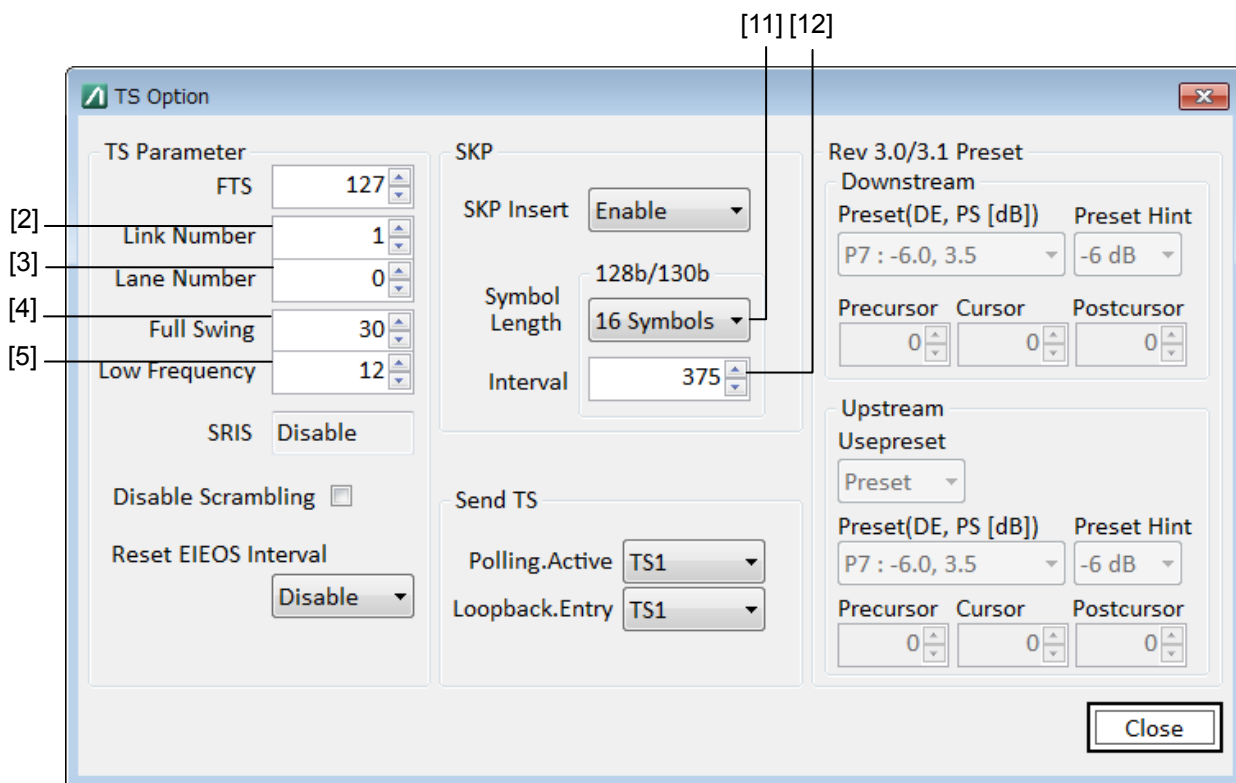 [11] [12]
TS Option
TS Parameter
FTS 127
[2] Link Number 1
[3] Lane Number 0
[4] Full Swing 30
[5] Low Frequency 12
SRIS Disable
Disable Scrambling
Reset EIEOS Interval
Disable
SKP
SKP Insert Enable
128b/130b
Symbol
Length 16 Symbols
Interval 375
Send TS
Polling.Active TS1
Loopback.Entry TS1
Rev 3.0/3.1 Preset
Downstream
Preset(DE, PS [dB]) Preset Hint
P7 : -6.0, 3.5 -6 dB
Precursor Cursor Postcursor
0 0 0
Upstream
Usepreset
Preset
Preset(DE, PS [dB]) Preset Hint
P7 : -6.0, 3.5 -6 dB
Precursor Cursor Postcursor
0 0 0
Close